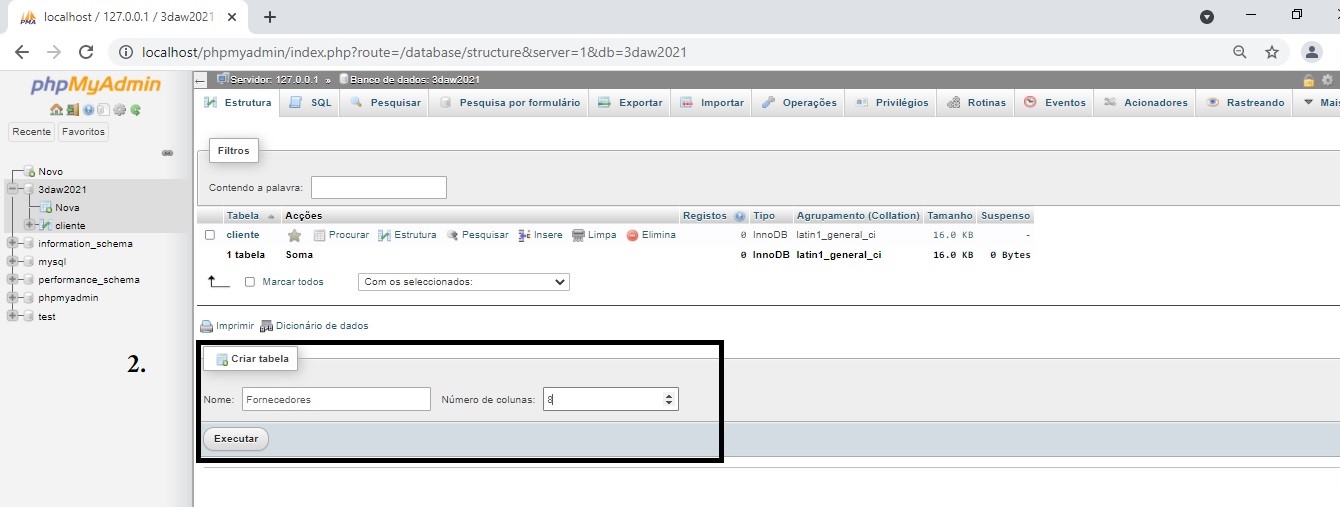 localhost / 127.0.0.1 / 3daw2021
localhost/phpmyadmin/index.php?route=/database/structure&server=1&db=3daw2021
phpMyAdmin
Recente Favoritos
Novo
3daw2021
Nova
cliente
information_schema
mysql
performance_schema
phpmyadmin
test
2.
Servidor: 127.0.0.1 » Banco de dados: 3daw2021
Estrutura SQL Pesquisar Pesquisa por formulário Exportar Importar Operações Privilégios Rotinas Eventos Acionadores Rastreando Mais
Filtros
Contendo a palavra:
Tabela Acções Registos Tipo Agrupamento (Collation) Tamanho Suspenso
cliente Procurar Estrutura Pesquisar Insere Limpa Elimina 0 InnoDB latin1_general_ci 16.0 KB -
1 tabela Soma 0 InnoDB latin1_general_ci 16.0 KB 0 Bytes
Marcar todos Com os seleccionados:
Imprimir Dicionário de dados
Criar tabela
Nome: Fornecedores Número de colunas: 8
Executar